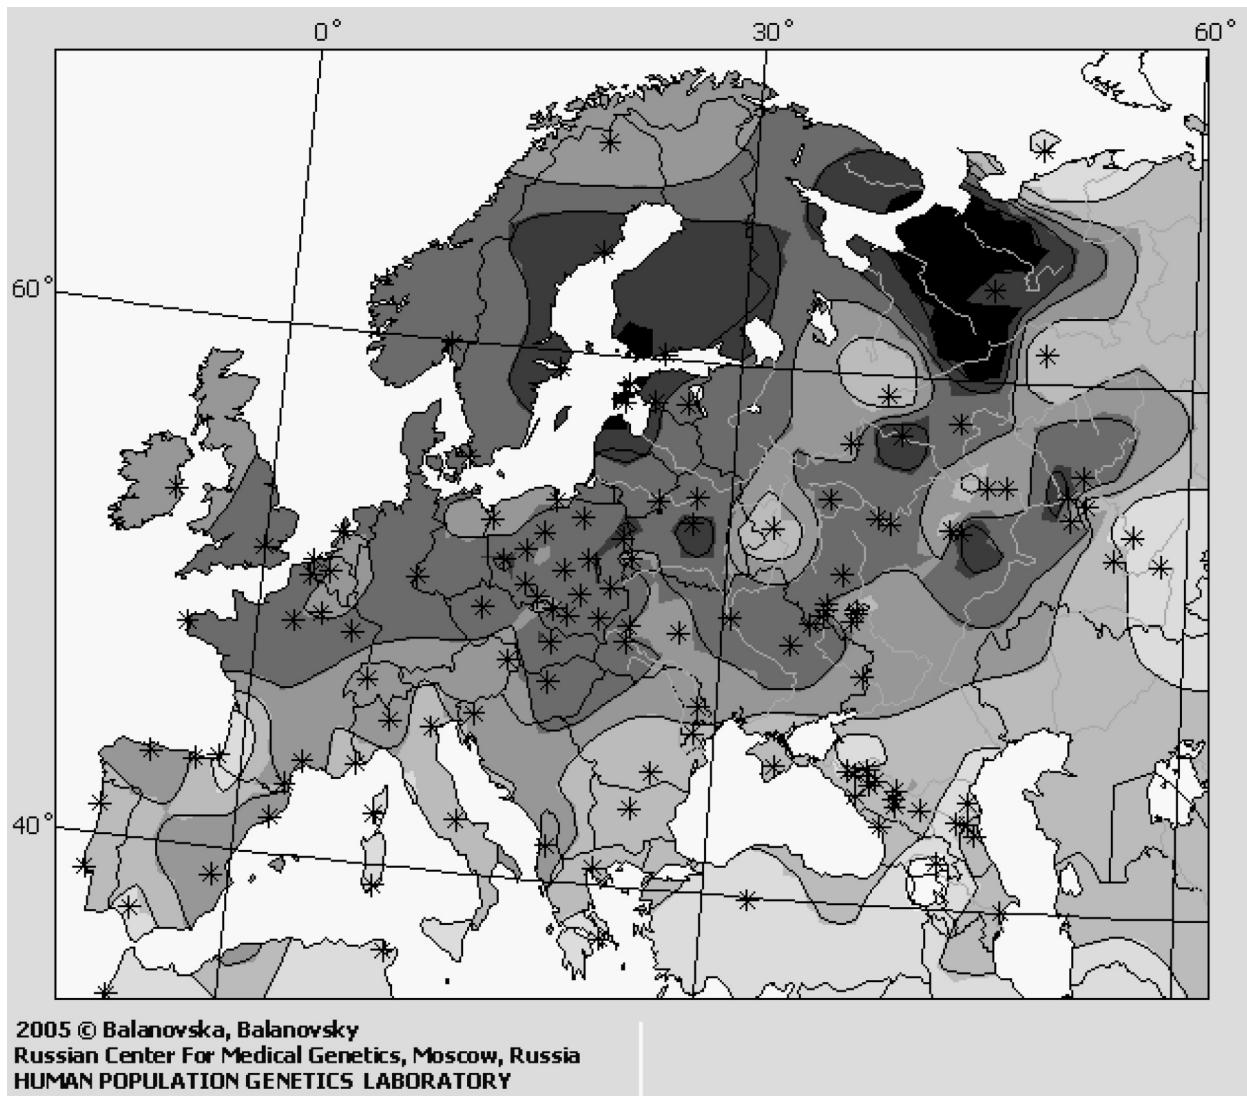 0° 30° 60°
60°
40°
2005 © Balanovska, Balanovsky
Russian Center For Medical Genetics, Moscow, Russia
HUMAN POPULATION GENETICS LABORATORY